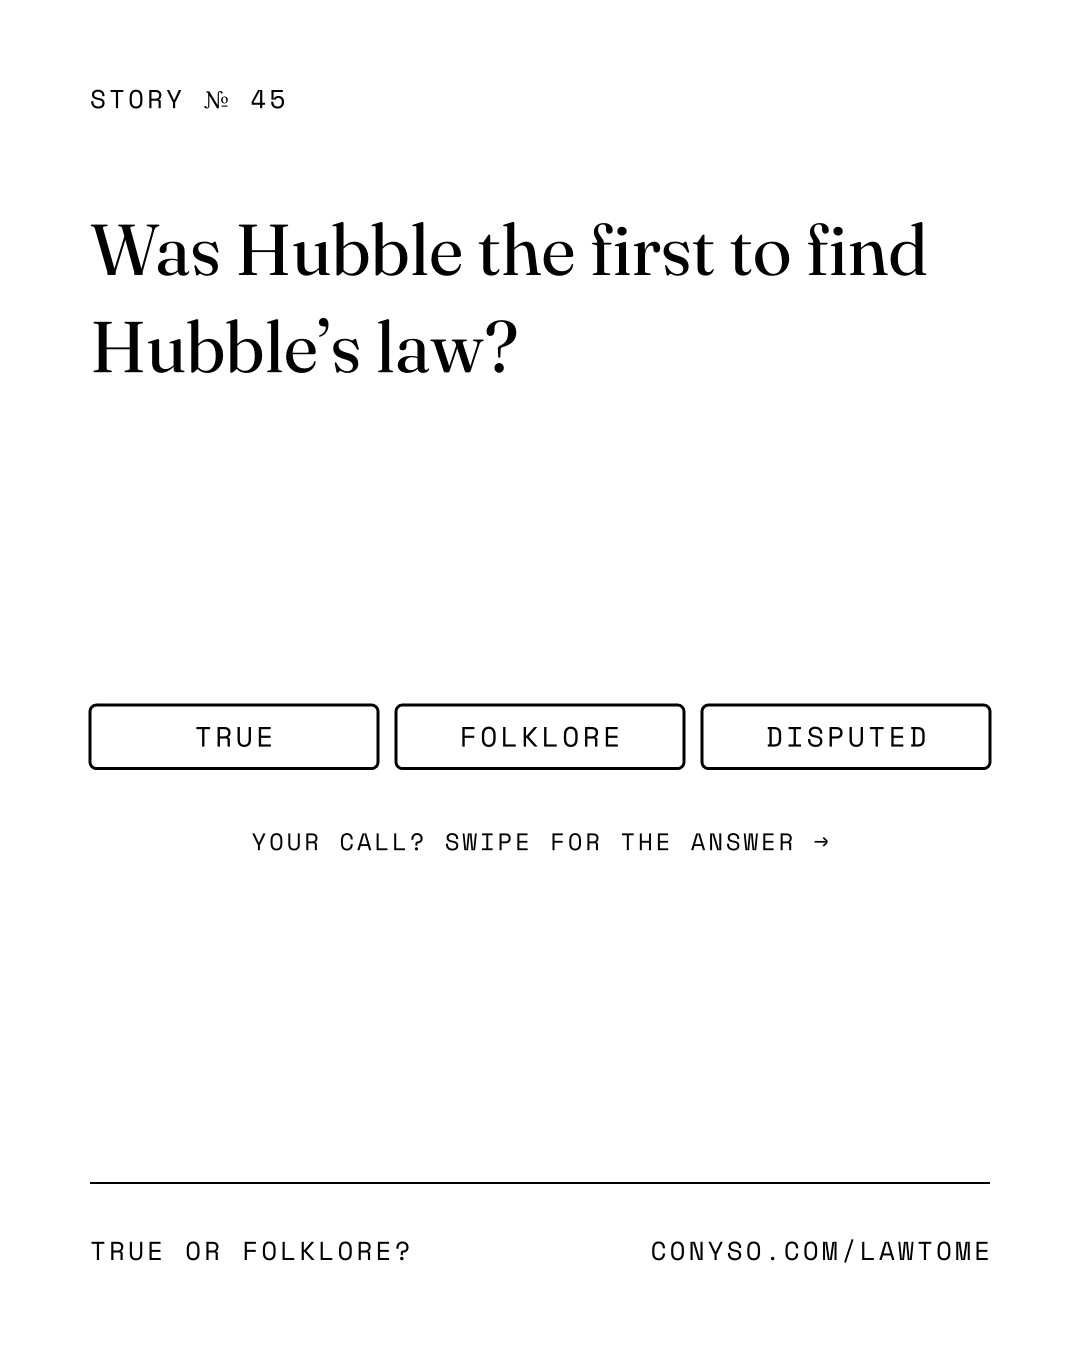 STORY № 45
Was Hubble the first to find
Hubble’s law?
TRUE
FOLKLORE
DISPUTED
YOUR CALL? SWIPE FOR THE ANSWER →
TRUE OR FOLKLORE?
CONYSO.COM/LAWTOME